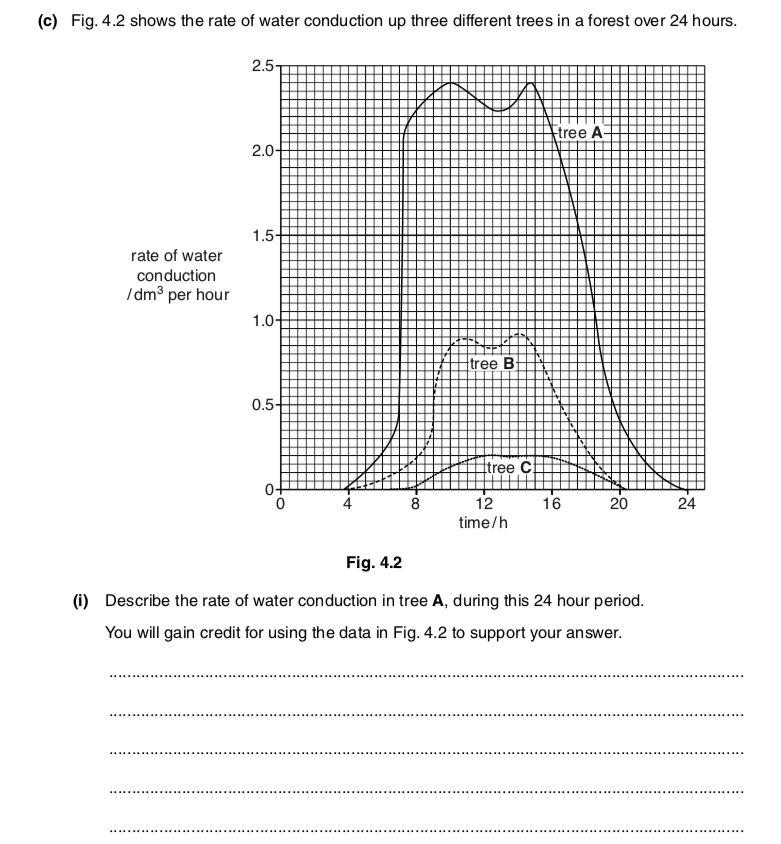 (c) Fig. 4.2 shows the rate of water conduction up three different trees in a forest over 24 hours.
2.5
tree A
2.0
1.5
rate of water
conduction
/ dm³ per hour
1.0
tree B
0.5
tree C
0
0 4 8 12 16 20 24
time / h
Fig. 4.2
(i) Describe the rate of water conduction in tree A, during this 24 hour period.
You will gain credit for using the data in Fig. 4.2 to support your answer.